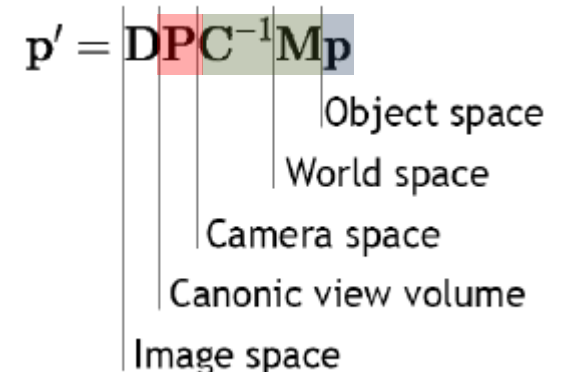 p′ = DPC⁻¹Mp
Object space
World space
Camera space
Canonic view volume
Image space